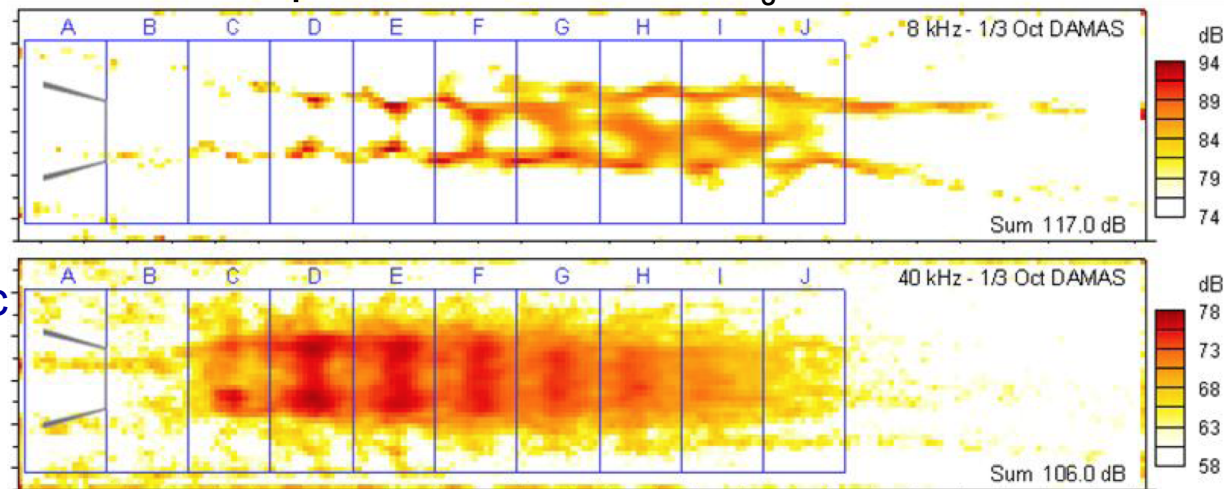 A B C D E F G H I J
8 kHz - 1/3 Oct DAMAS
dB
94
89
84
79
74
Sum 117.0 dB
A B C D E F G H I J
40 kHz - 1/3 Oct DAMAS
dB
78
73
68
63
58
Sum 106.0 dB
C